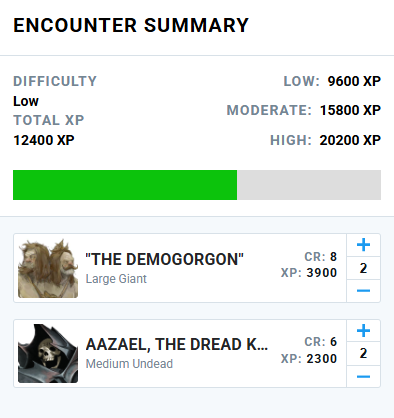 ENCOUNTER SUMMARY
DIFFICULTY
Low
TOTAL XP
12400 XP
LOW: 9600 XP
MODERATE: 15800 XP
HIGH: 20200 XP
"THE DEMOGORGON"
Large Giant
CR: 8
XP: 3900
+
2
−
AAZAEL, THE DREAD K...
Medium Undead
CR: 6
XP: 2300
+
2
−